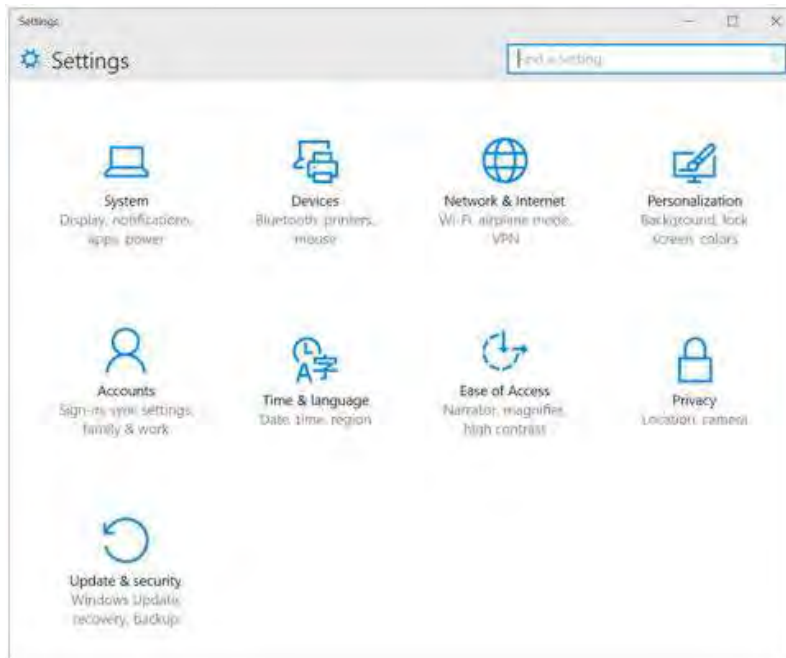 Settings
Settings
Find a setting
System
Display, notifications,
apps, power
Devices
Bluetooth, printers,
mouse
Network & Internet
Wi-Fi, airplane mode,
VPN
Personalization
Background, lock
screen, colors
Accounts
Sign-in, sync settings,
family & work
A字
Time & language
Date, time, region
Ease of Access
Narrator, magnifier,
high contrast
Privacy
Location, camera
Update & security
Windows Update,
recovery, backup